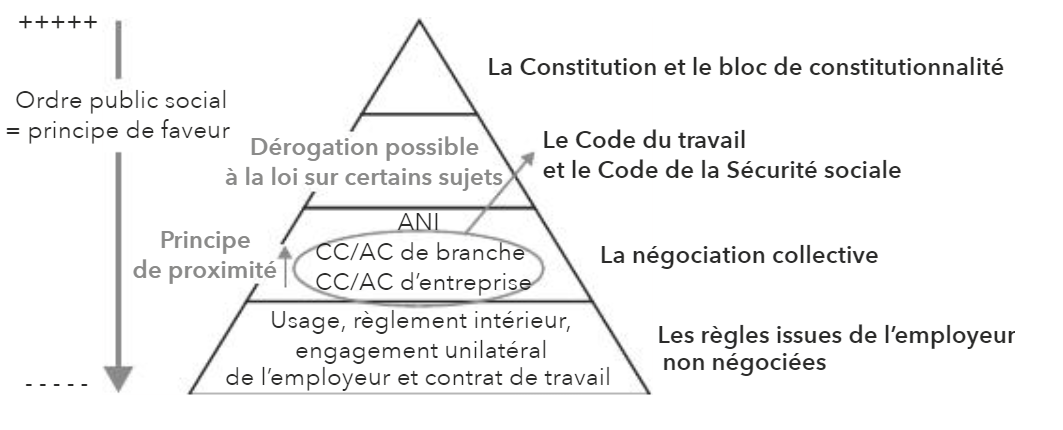 +++++
Ordre public social
= principe de faveur
- - - - -
La Constitution et le bloc de constitutionnalité
Dérogation possible
à la loi sur certains sujets
Le Code du travail
et le Code de la Sécurité sociale
Principe
de proximité
ANI
CC/AC de branche
CC/AC d’entreprise
La négociation collective
Usage, règlement intérieur,
engagement unilatéral
de l’employeur et contrat de travail
Les règles issues de l’employeur
non négociées